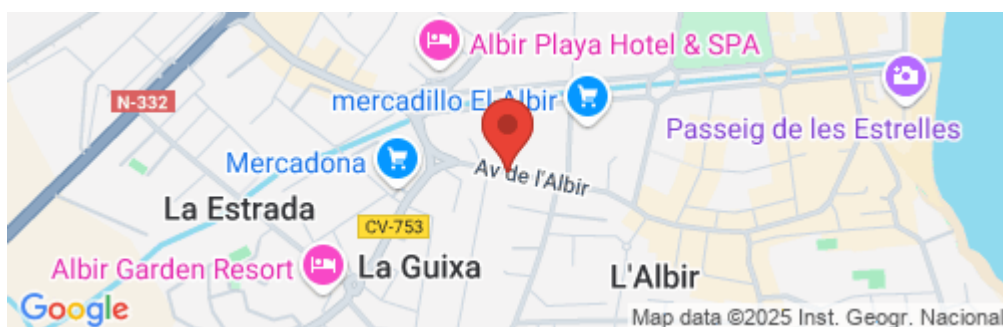 Albir Playa Hotel & SPA
N-332
mercadillo El Albir
Passeig de les Estrelles
Mercadona
Av de l'Albir
La Estrada
CV-753
Albir Garden Resort
La Guixa
L'Albir
Google
Map data ©2025 Inst. Geogr. Nacional